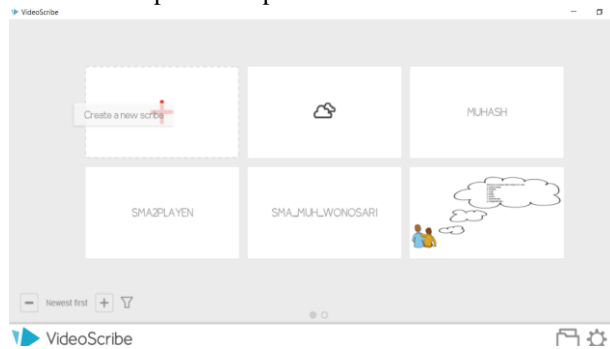 VideoScribe
Create a new scribe
MUHASH
SMA2PLAYEN
SMA_MUH_WONOSARI
Newest first
VideoScribe